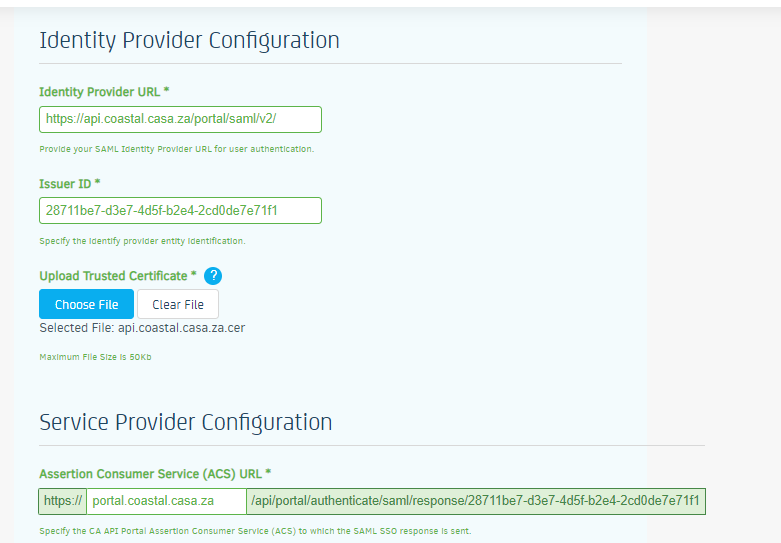 Identity Provider Configuration
Identity Provider URL *
https://api.coastal.casa.za/portal/saml/v2/
Provide your SAML Identity Provider URL for user authentication.
Issuer ID *
28711be7-d3e7-4d5f-b2e4-2cd0de7e71f1
Specify the identify provider entity identification.
Upload Trusted Certificate * ?
Choose File Clear File
Selected File: api.coastal.casa.za.cer
Maximum File Size is 50Kb
Service Provider Configuration
Assertion Consumer Service (ACS) URL *
https:// portal.coastal.casa.za /api/portal/authenticate/saml/response/28711be7-d3e7-4d5f-b2e4-2cd0de7e71f1
Specify the CA API Portal Assertion Consumer Service (ACS) to which the SAML SSO response is sent.